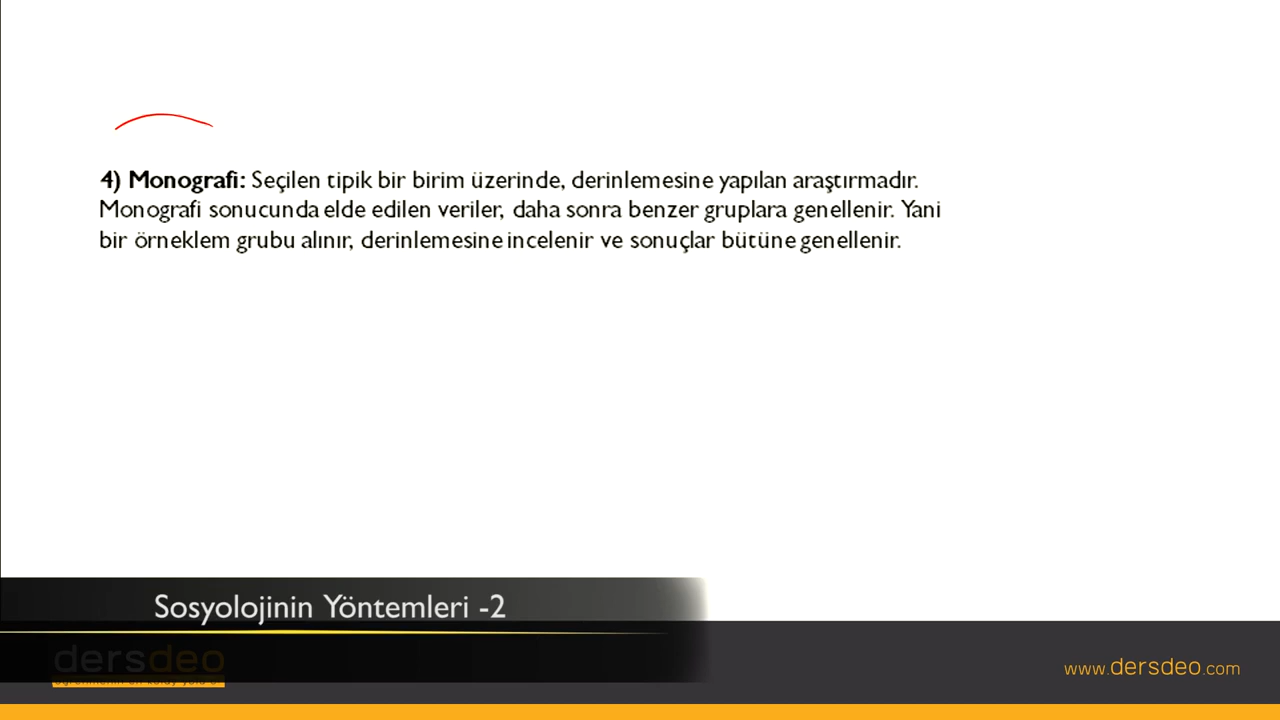 4) Monografi: Seçilen tipik bir birim üzerinde, derinlemesine yapılan araştırmadır.
Monografi sonucunda elde edilen veriler, daha sonra benzer gruplara genellenir. Yani
bir örneklem grubu alınır, derinlemesine incelenir ve sonuçlar bütüne genellenir.
Sosyolojinin Yöntemleri -2
dersdeo
www.dersdeo.com